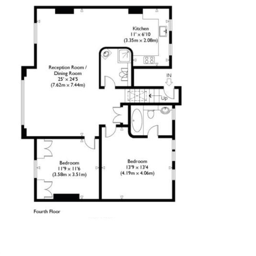 Kitchen
11' x 6'10
(3.35m x 2.08m)
Reception Room /
Dining Room
25' x 24'5
(7.62m x 7.44m)
IN
Bedroom
11'9 x 11'6
(3.58m x 3.51m)
Bedroom
13'9 x 13'4
(4.19m x 4.06m)
Fourth Floor